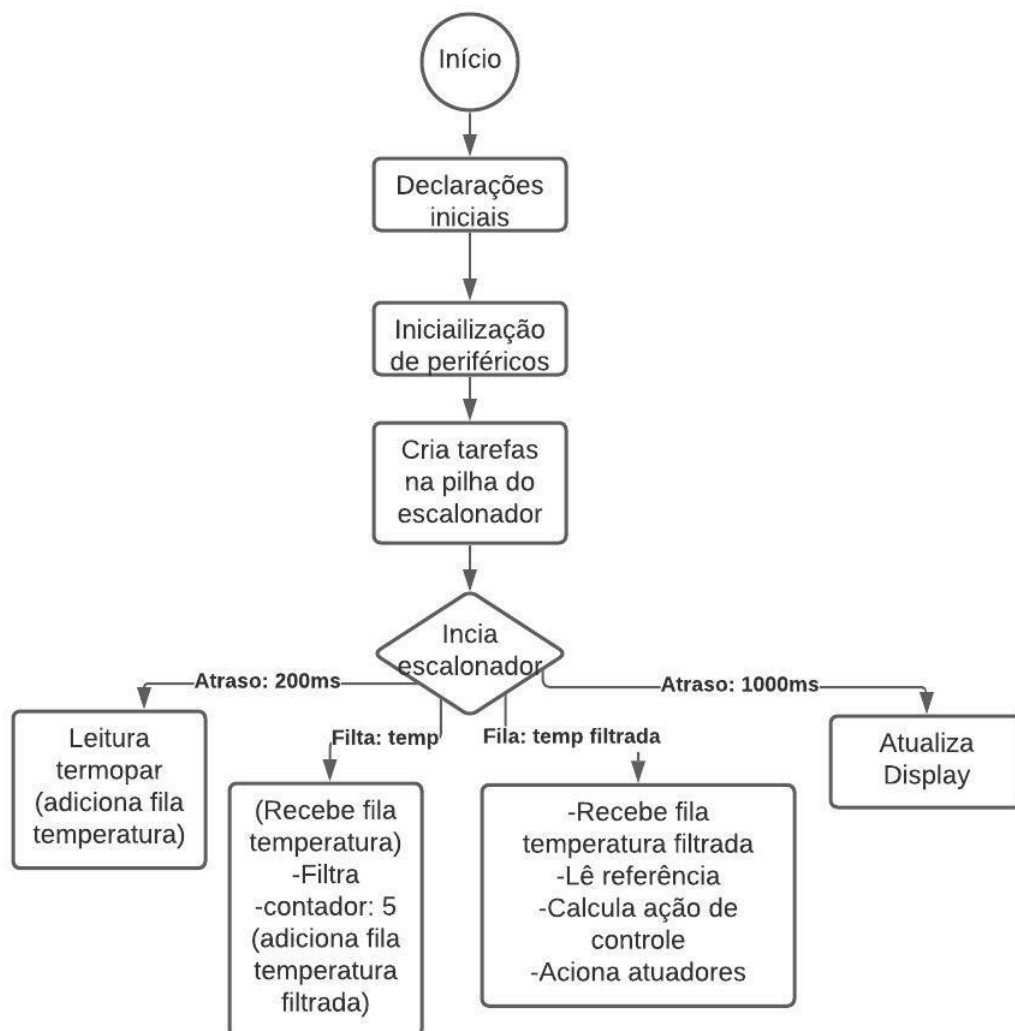 Início
Declarações
iniciais
Iniciailização
de periféricos
Cria tarefas
na pilha do
escalonador
Incia
escalonador
Atraso: 200ms
Atraso: 1000ms
Filta: temp
Fila: temp filtrada
Leitura
termopar
(adiciona fila
temperatura)
(Recebe fila
temperatura)
-Filtra
-contador: 5
(adiciona fila
temperatura
filtrada)
-Recebe fila
temperatura filtrada
-Lê referência
-Calcula ação de
controle
-Aciona atuadores
Atualiza
Display